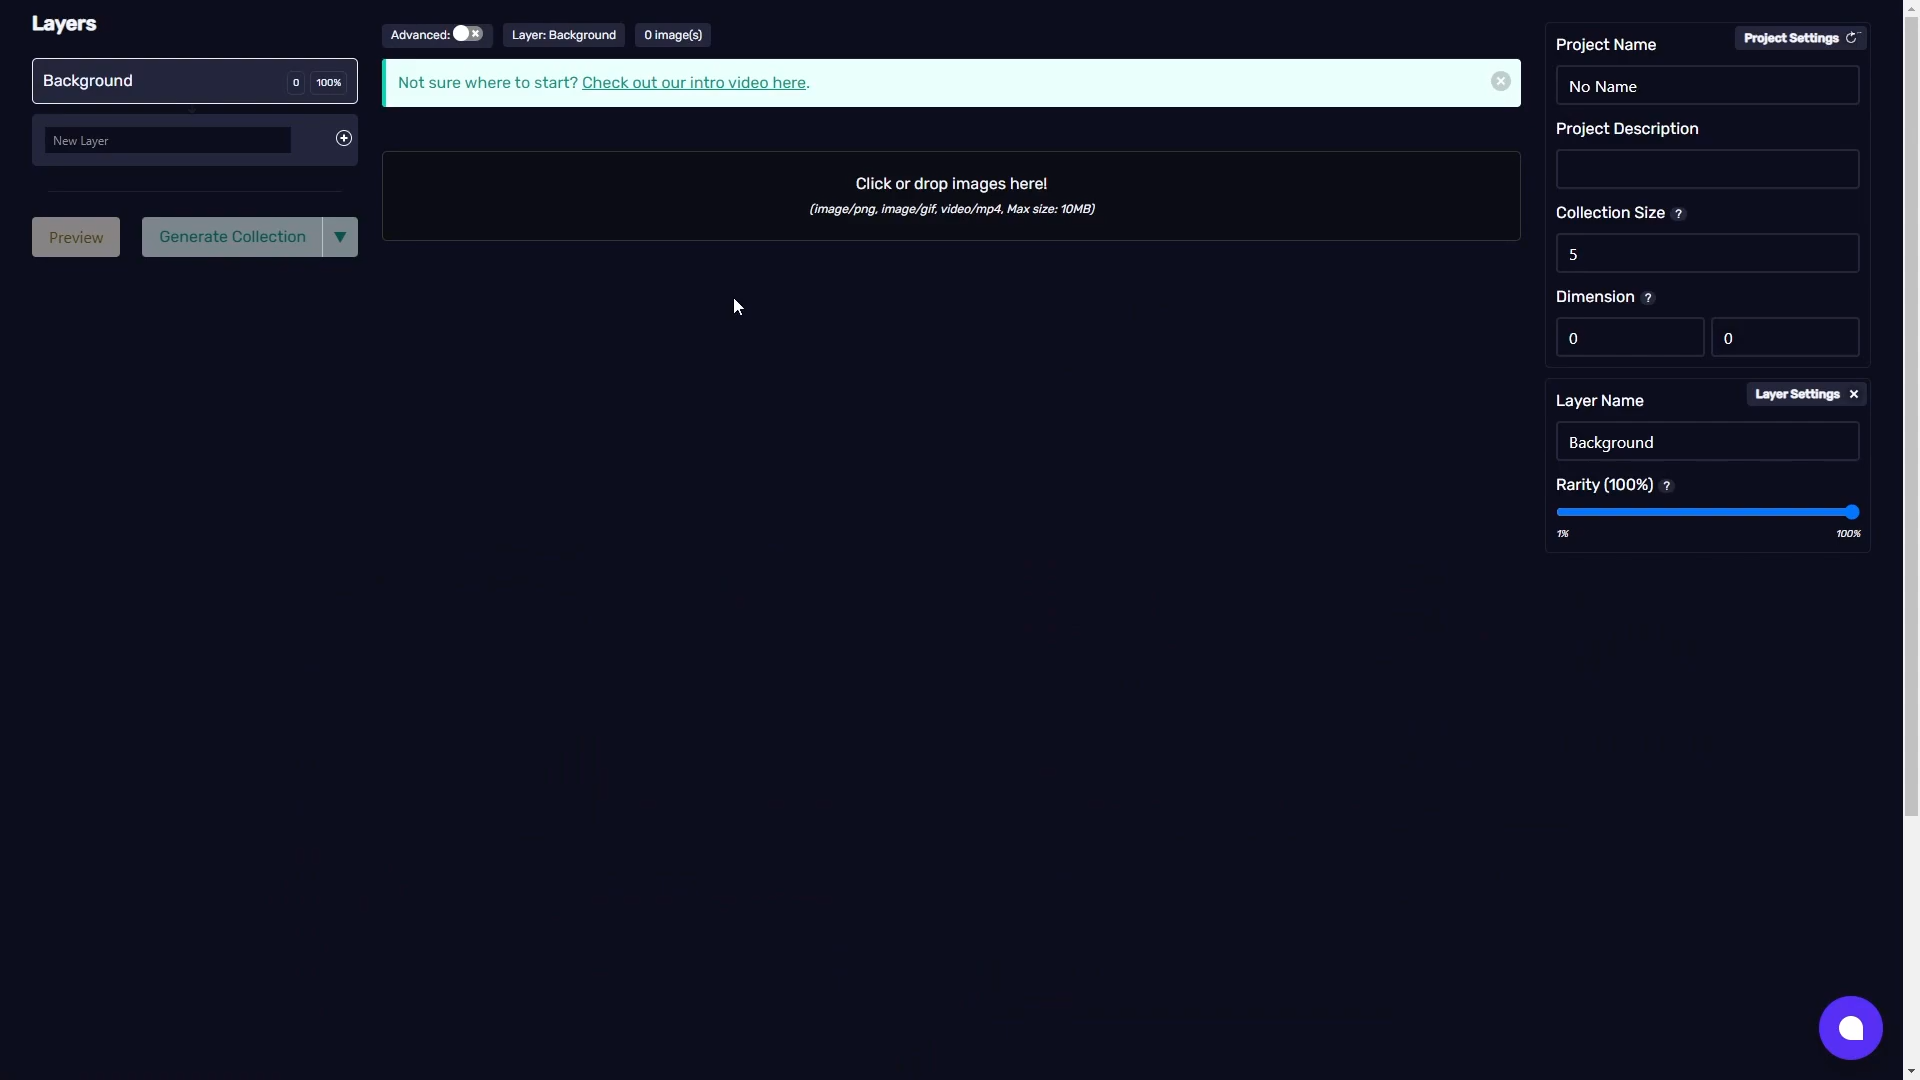 Layers
Background 0 100%
New Layer
Preview Generate Collection
Advanced: Layer: Background 0 image(s)
Not sure where to start? Check out our intro video here.
Click or drop images here!
(image/png, image/gif, video/mp4, Max size: 10MB)
Project Settings
Project Name
No Name
Project Description
Collection Size ?
5
Dimension ?
0 0
Layer Settings
Layer Name
Background
Rarity (100%) ?
1% 100%